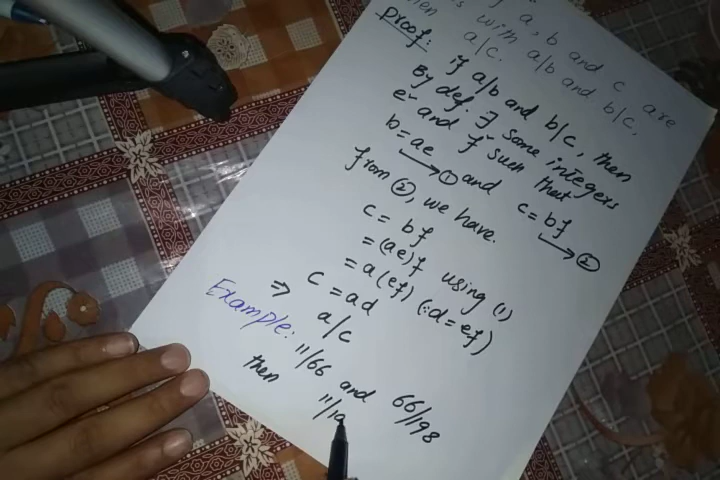 a, b and c are
with a/b and b/c,
a/c.
Proof:
if a/b and b/c, then
By def. ∃ some integers
e and f such that
b = ae → ① and c = bf → ②
from ②, we have.
c = bf
= (ae)f using (1)
= a(ef) (∵d=ef)
⇒ c = ad
a/c
Example: 11/66 and 66/198
then 11/19